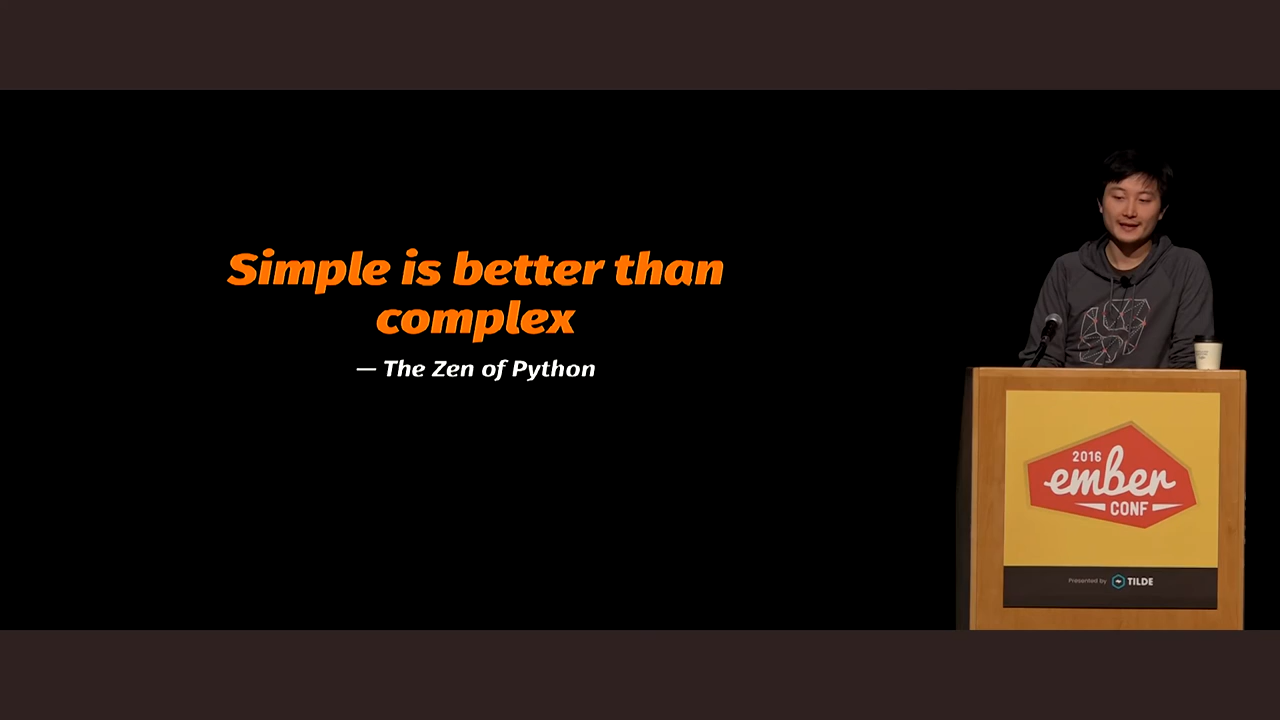 Simple is better than
complex
— The Zen of Python
2016
ember
CONF
Presented by TILDE